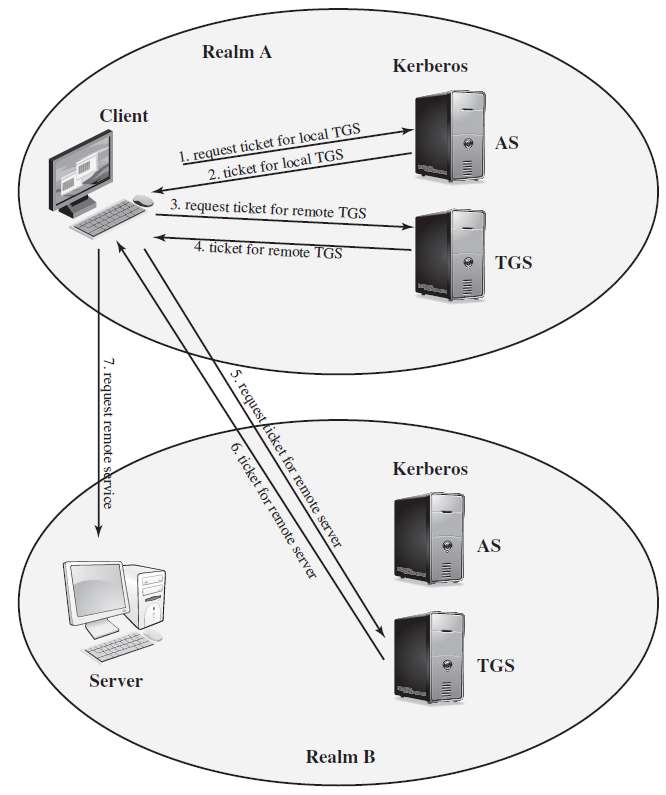 Realm A
Kerberos
Client
1. request ticket for local TGS
AS
2. ticket for local TGS
3. request ticket for remote TGS
4. ticket for remote TGS
TGS
5. request ticket for remote server
6. ticket for remote server
7. request remote service
Kerberos
AS
TGS
Server
Realm B